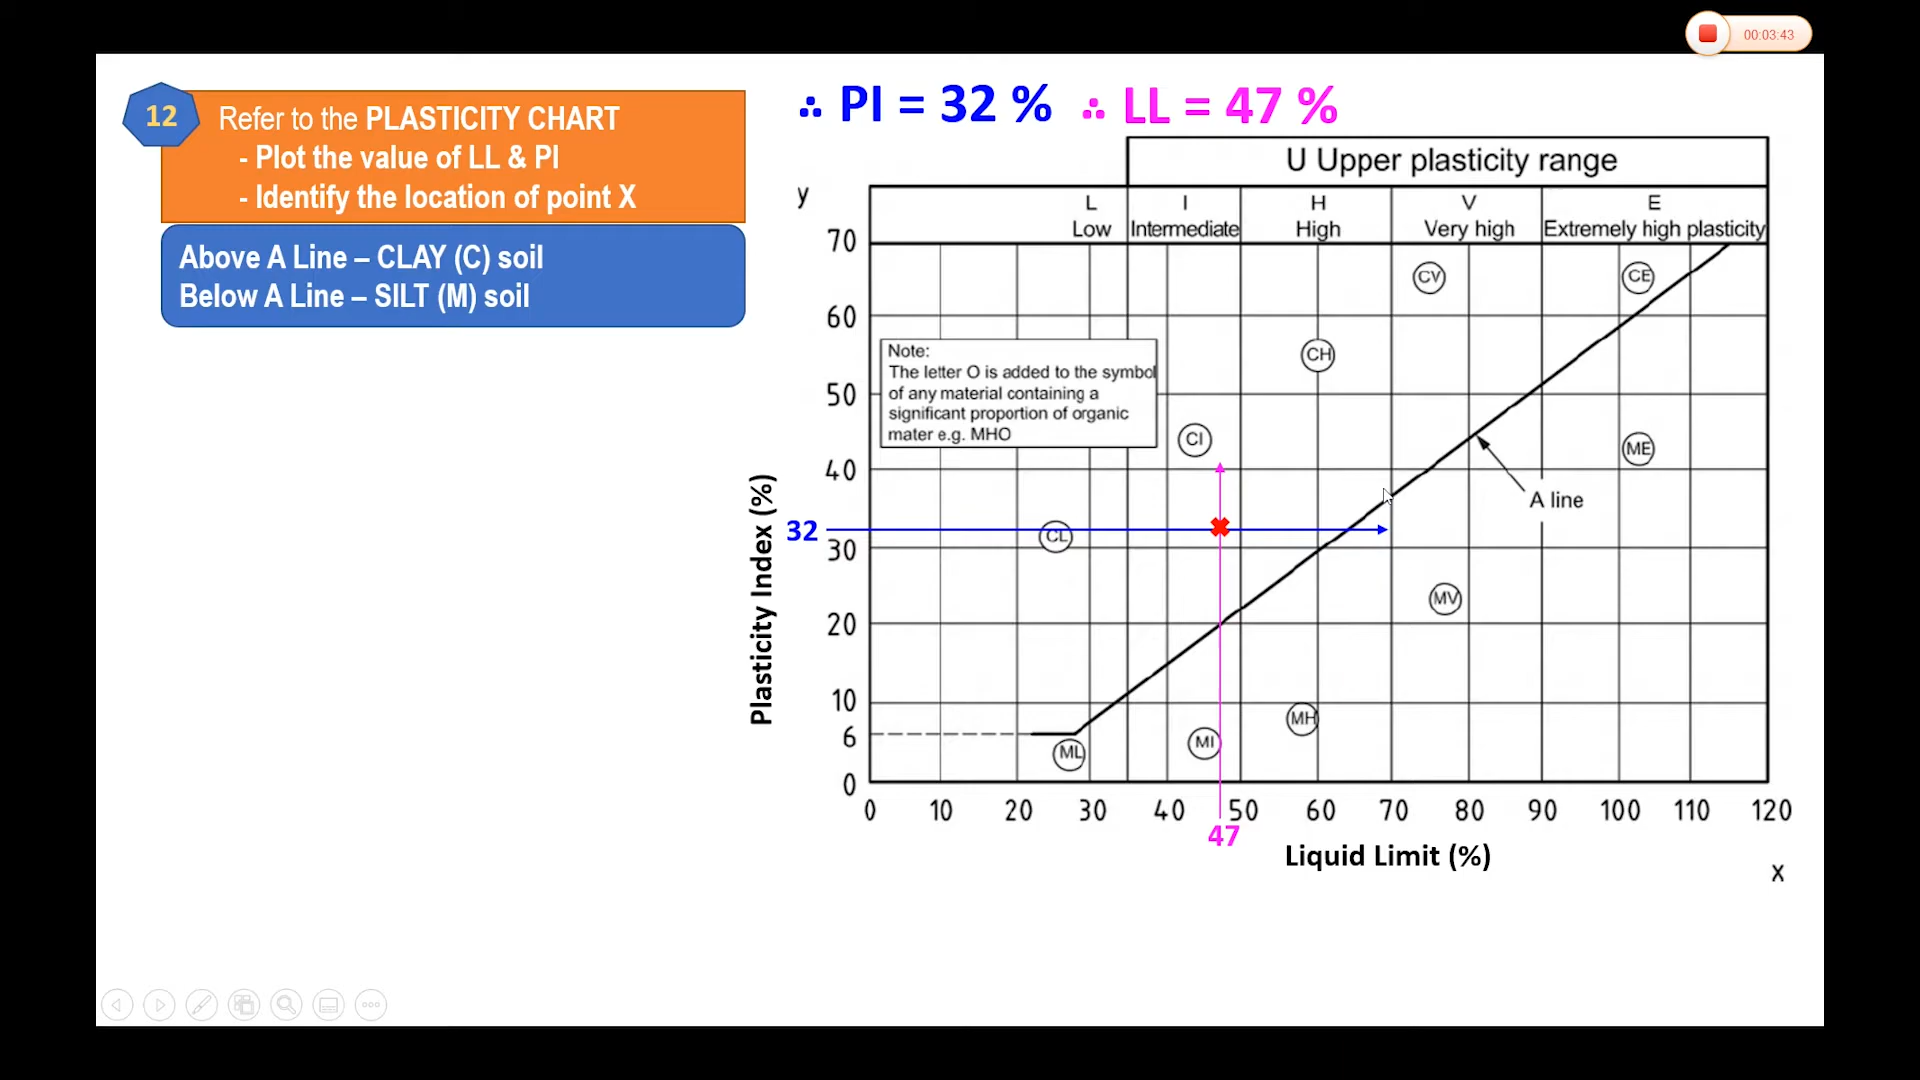 00:03:43
12
Refer to the PLASTICITY CHART
- Plot the value of LL & PI
- Identify the location of point X
Above A Line – CLAY (C) soil
Below A Line – SILT (M) soil
∴ PI = 32 % ∴ LL = 47 %
U Upper plasticity range
y
L I H V E
Low Intermediate High Very high Extremely high plasticity
70
CV CE
60
Note:
The letter O is added to the symbol
of any material containing a
significant proportion of organic
mater e.g. MHO
CH
50
CI
ME
40
A line
Plasticity Index (%)
32
CL
30
MV
20
10
MH
6
ML MI
0
0 10 20 30 40 50 60 70 80 90 100 110 120
47
Liquid Limit (%)
x